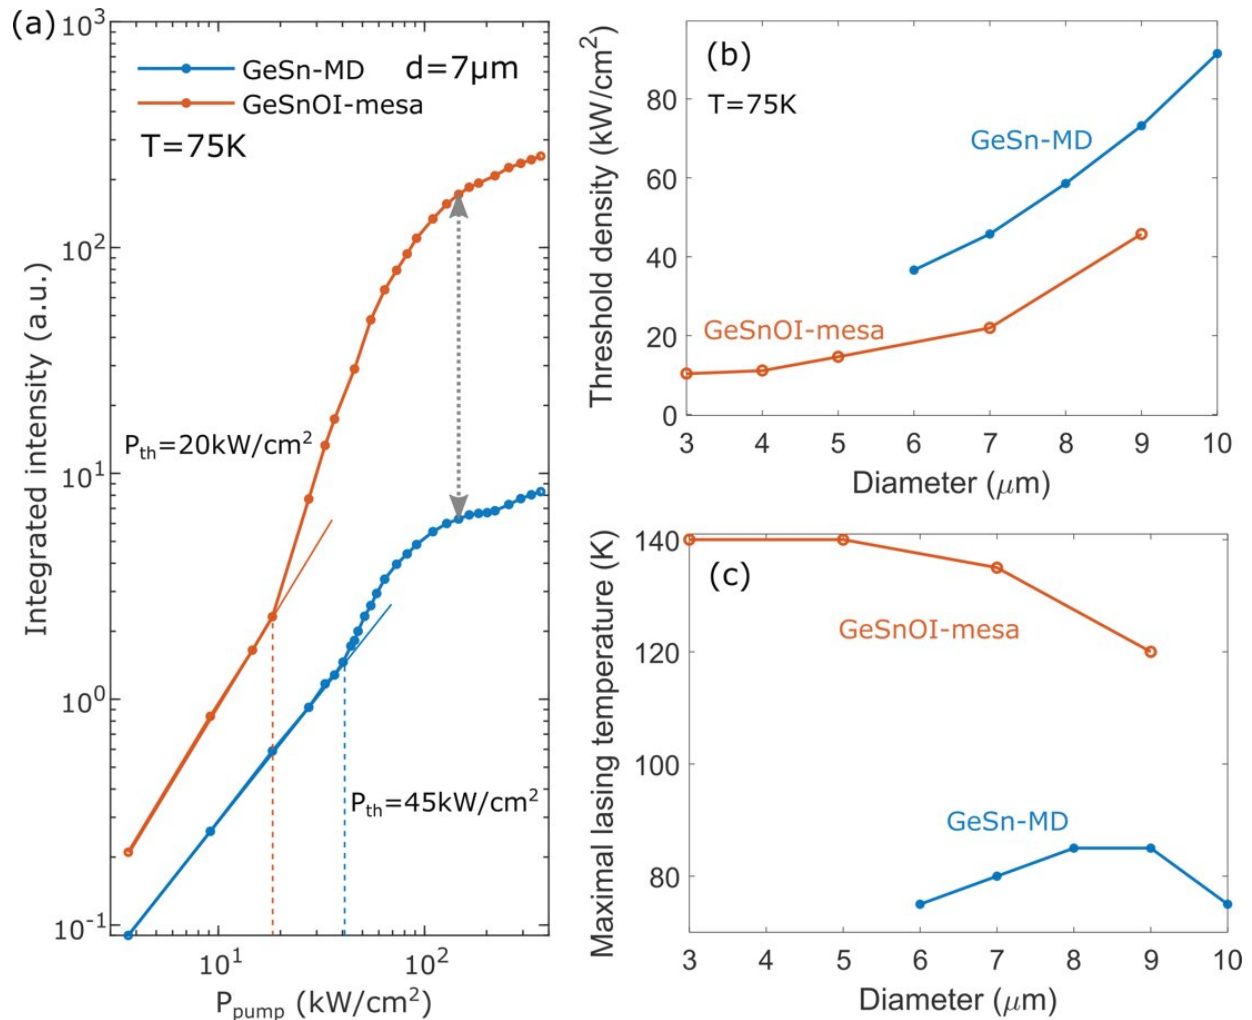 (a)
GeSn-MD d=7μm
GeSnOI-mesa
T=75K
10³
10²
10¹
10⁰
10⁻¹
Integrated intensity (a.u.)
P_th=20kW/cm²
P_th=45kW/cm²
10¹ 10²
P_pump (kW/cm²)
(b)
T=75K
GeSn-MD
GeSnOI-mesa
Threshold density (kW/cm²)
80
60
40
20
0
3 4 5 6 7 8 9 10
Diameter (μm)
(c)
GeSnOI-mesa
GeSn-MD
Maximal lasing temperature (K)
140
120
100
80
3 4 5 6 7 8 9 10
Diameter (μm)